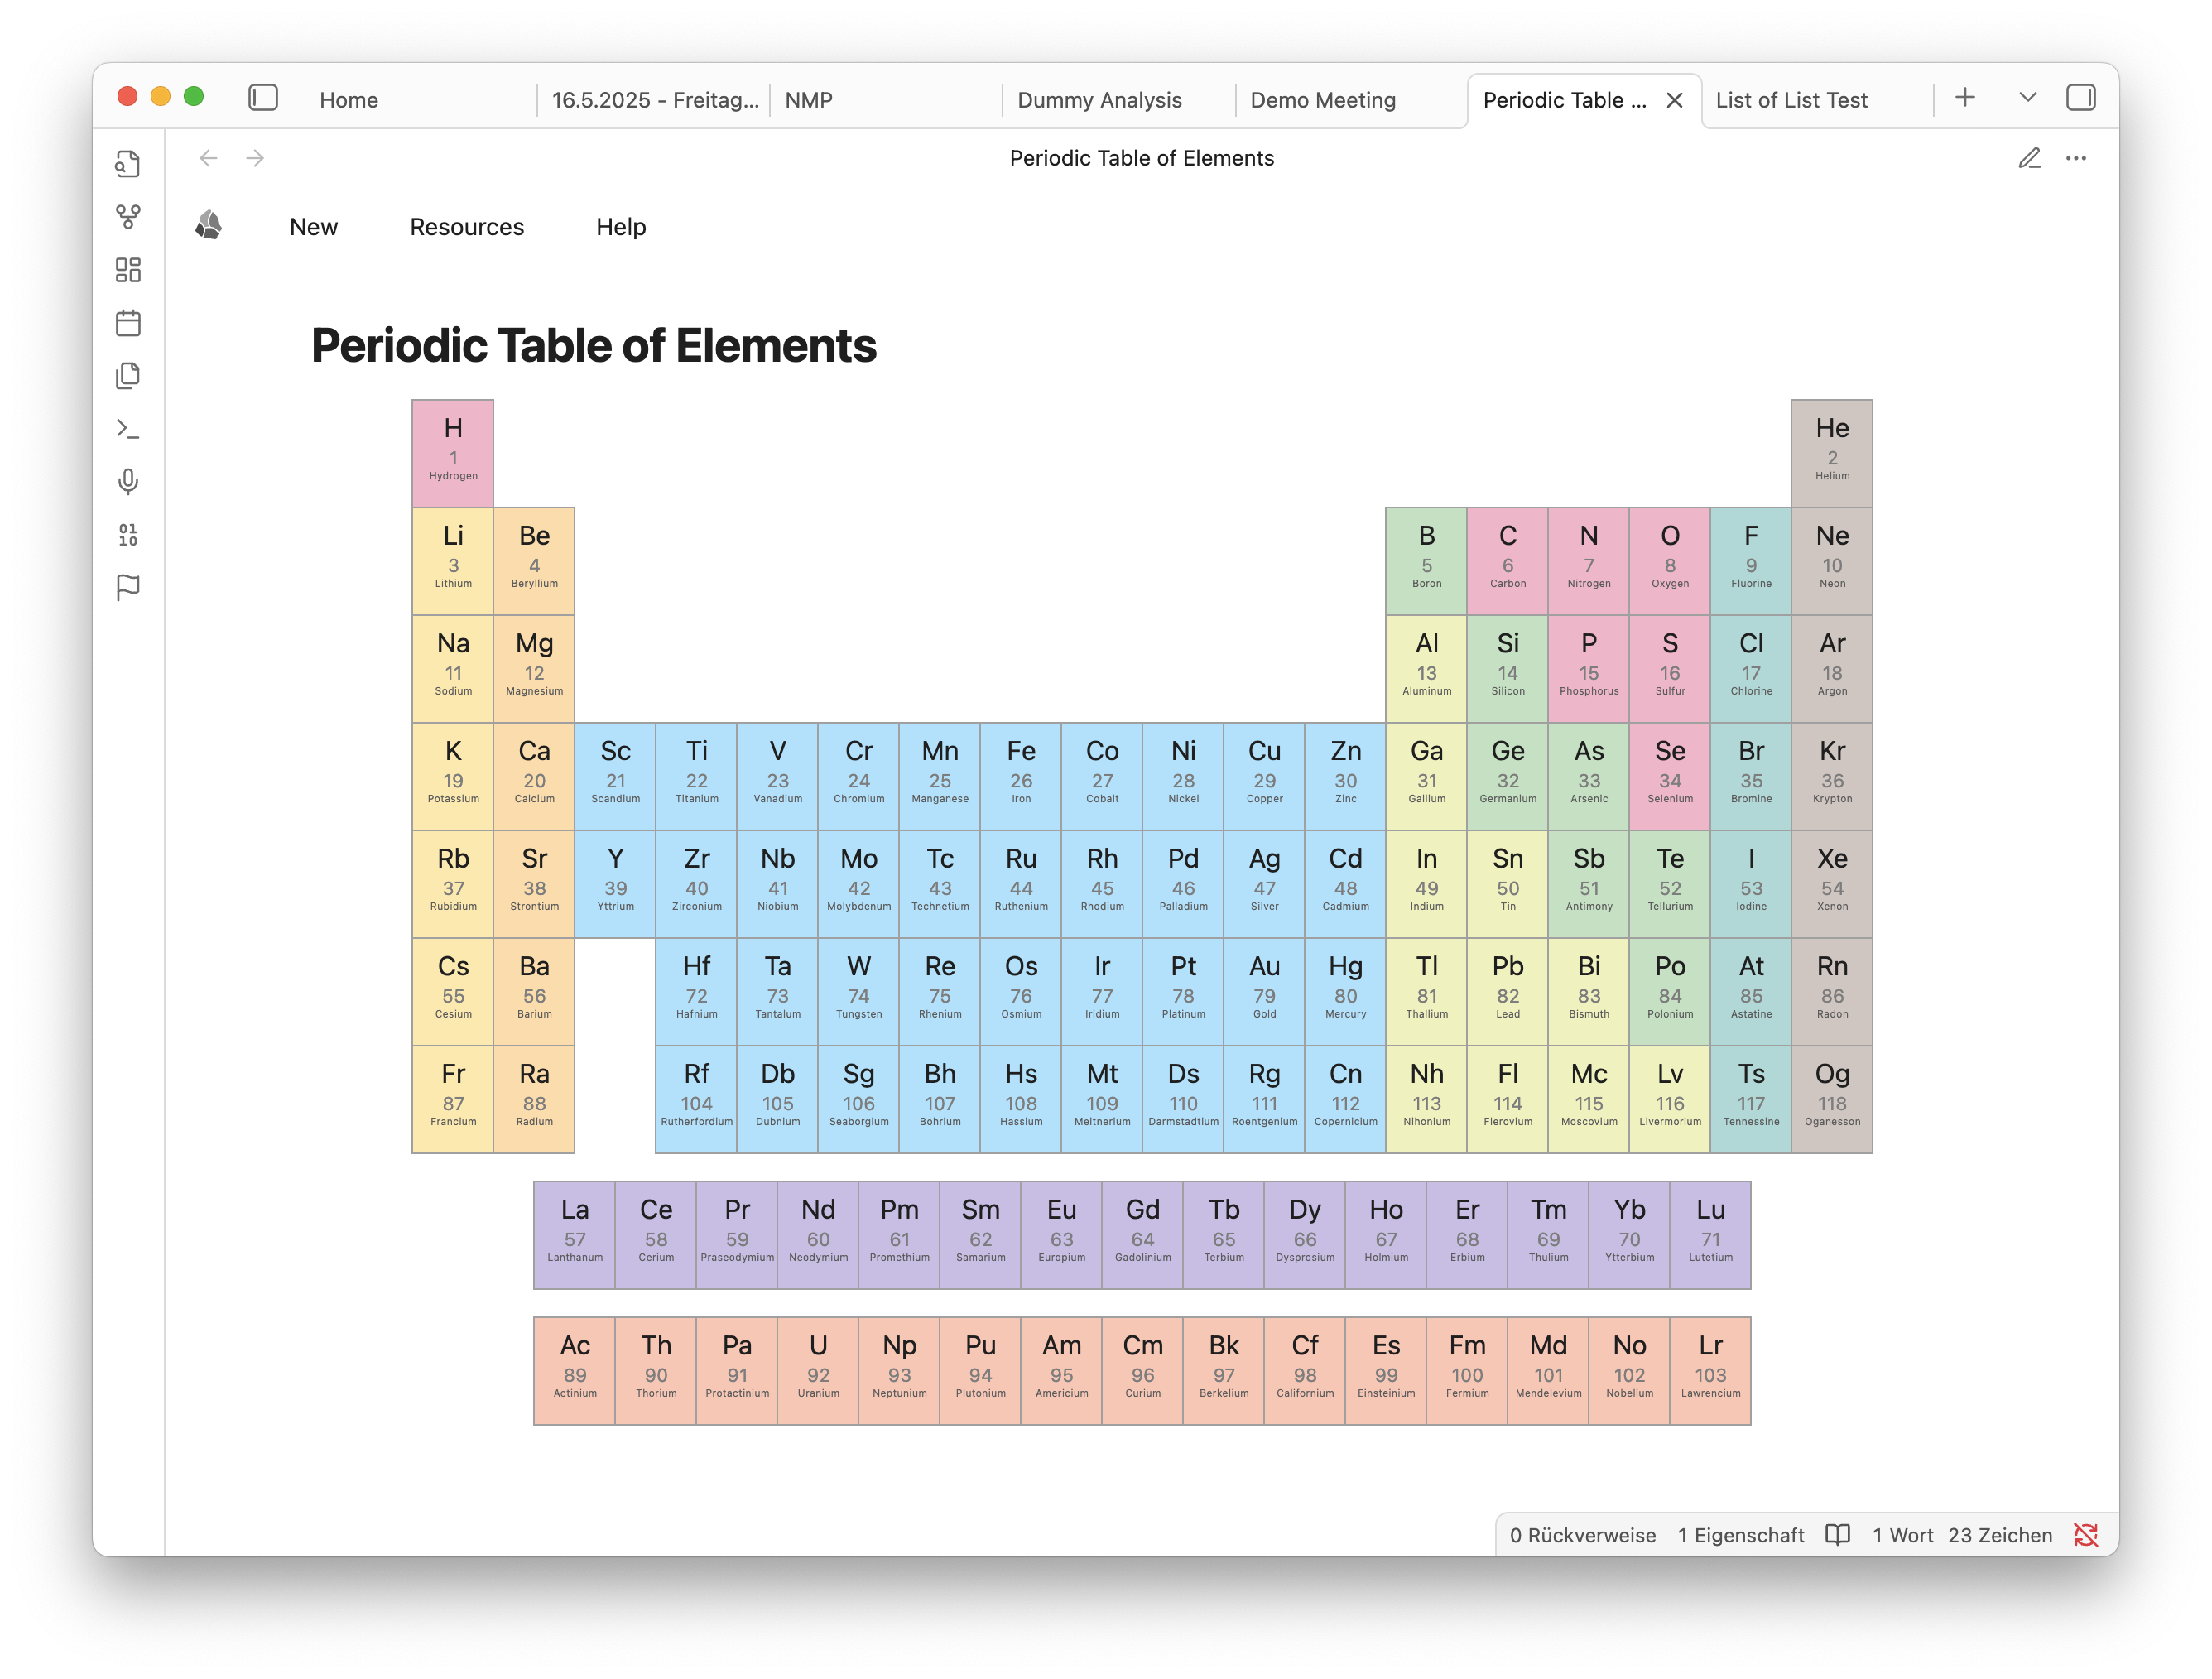 Home 16.5.2025 - Freitag... NMP Dummy Analysis Demo Meeting Periodic Table ... List of List Test
Periodic Table of Elements
New Resources Help
01
10
Periodic Table of Elements
H He
1 2
Hydrogen Helium
Li Be B C N O F Ne
3 4 5 6 7 8 9 10
Lithium Beryllium Boron Carbon Nitrogen Oxygen Fluorine Neon
Na Mg Al Si P S Cl Ar
11 12 13 14 15 16 17 18
Sodium Magnesium Aluminum Silicon Phosphorus Sulfur Chlorine Argon
K Ca Sc Ti V Cr Mn Fe Co Ni Cu Zn Ga Ge As Se Br Kr
19 20 21 22 23 24 25 26 27 28 29 30 31 32 33 34 35 36
Potassium Calcium Scandium Titanium Vanadium Chromium Manganese Iron Cobalt Nickel Copper Zinc Gallium Germanium Arsenic Selenium Bromine Krypton
Rb Sr Y Zr Nb Mo Tc Ru Rh Pd Ag Cd In Sn Sb Te I Xe
37 38 39 40 41 42 43 44 45 46 47 48 49 50 51 52 53 54
Rubidium Strontium Yttrium Zirconium Niobium Molybdenum Technetium Ruthenium Rhodium Palladium Silver Cadmium Indium Tin Antimony Tellurium Iodine Xenon
Cs Ba Hf Ta W Re Os Ir Pt Au Hg Tl Pb Bi Po At Rn
55 56 72 73 74 75 76 77 78 79 80 81 82 83 84 85 86
Cesium Barium Hafnium Tantalum Tungsten Rhenium Osmium Iridium Platinum Gold Mercury Thallium Lead Bismuth Polonium Astatine Radon
Fr Ra Rf Db Sg Bh Hs Mt Ds Rg Cn Nh Fl Mc Lv Ts Og
87 88 104 105 106 107 108 109 110 111 112 113 114 115 116 117 118
Francium Radium Rutherfordium Dubnium Seaborgium Bohrium Hassium Meitnerium Darmstadtium Roentgenium Copernicium Nihonium Flerovium Moscovium Livermorium Tennessine Oganesson
La Ce Pr Nd Pm Sm Eu Gd Tb Dy Ho Er Tm Yb Lu
57 58 59 60 61 62 63 64 65 66 67 68 69 70 71
Lanthanum Cerium Praseodymium Neodymium Promethium Samarium Europium Gadolinium Terbium Dysprosium Holmium Erbium Thulium Ytterbium Lutetium
Ac Th Pa U Np Pu Am Cm Bk Cf Es Fm Md No Lr
89 90 91 92 93 94 95 96 97 98 99 100 101 102 103
Actinium Thorium Protactinium Uranium Neptunium Plutonium Americium Curium Berkelium Californium Einsteinium Fermium Mendelevium Nobelium Lawrencium
0 Rückverweise 1 Eigenschaft 1 Wort 23 Zeichen